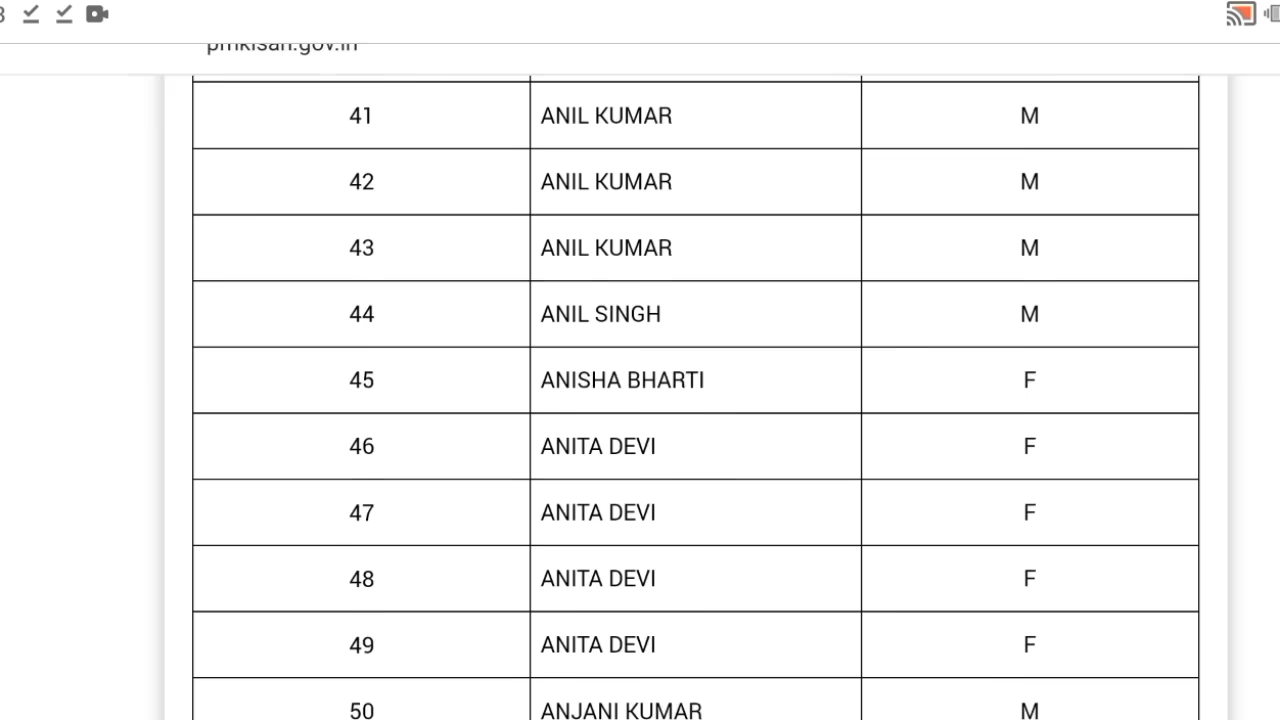 pmkisan.gov.in
41 ANIL KUMAR M
42 ANIL KUMAR M
43 ANIL KUMAR M
44 ANIL SINGH M
45 ANISHA BHARTI F
46 ANITA DEVI F
47 ANITA DEVI F
48 ANITA DEVI F
49 ANITA DEVI F
50 ANJANI KUMAR M